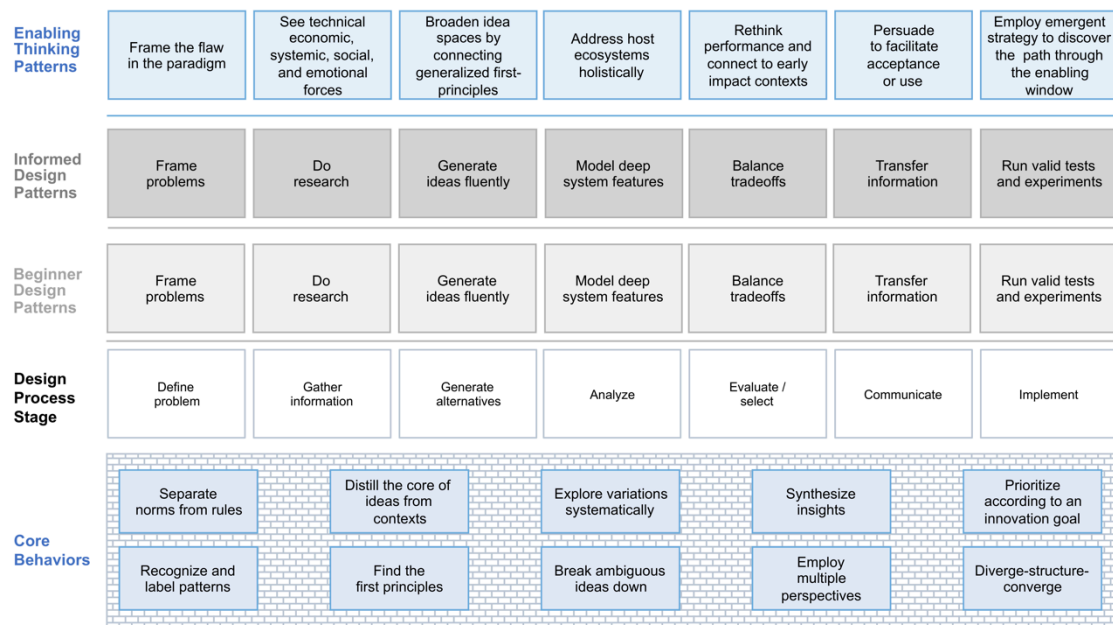 Enabling
Thinking
Patterns
Frame the flaw
in the paradigm
See technical
economic,
systemic, social,
and emotional
forces
Broaden idea
spaces by
connecting
generalized first-
principles
Address host
ecosystems
holistically
Rethink
performance and
connect to early
impact contexts
Persuade
to facilitate
acceptance
or use
Employ emergent
strategy to discover
the path through
the enabling
window
Informed
Design
Patterns
Frame
problems
Do
research
Generate
ideas fluently
Model deep
system features
Balance
tradeoffs
Transfer
information
Run valid tests
and experiments
Beginner
Design
Patterns
Frame
problems
Do
research
Generate
ideas fluently
Model deep
system features
Balance
tradeoffs
Transfer
information
Run valid tests
and experiments
Design
Process
Stage
Define
problem
Gather
information
Generate
alternatives
Analyze
Evaluate /
select
Communicate
Implement
Core
Behaviors
Separate
norms from rules
Distill the core of
ideas from
contexts
Explore variations
systematically
Synthesize
insights
Prioritize
according to an
innovation goal
Recognize and
label patterns
Find the
first principles
Break ambiguous
ideas down
Employ
multiple
perspectives
Diverge-structure-
converge